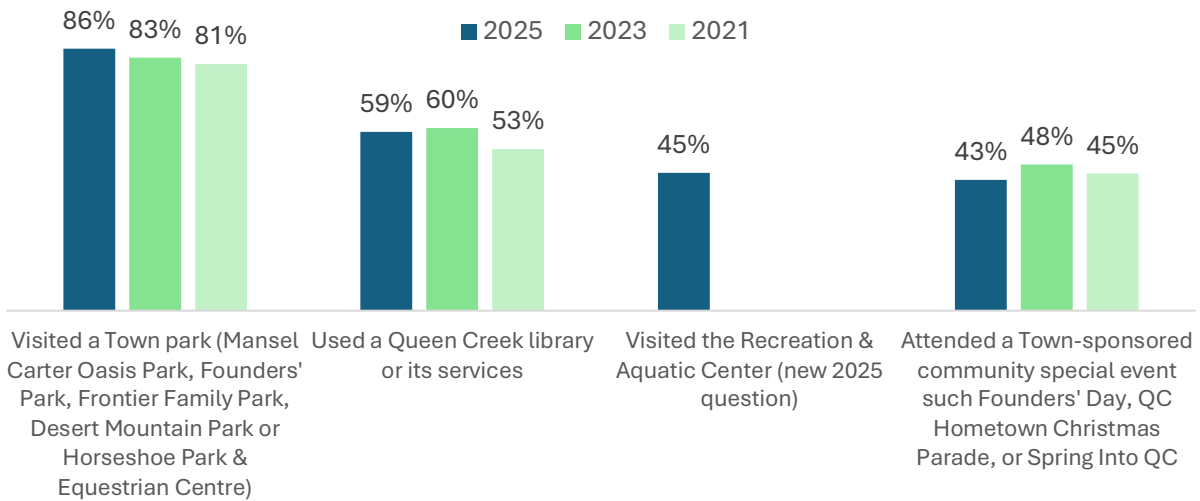 86%
83%
81%
2025 2023 2021
59%
60%
53%
45%
43%
48%
45%
Visited a Town park (Mansel
Carter Oasis Park, Founders'
Park, Frontier Family Park,
Desert Mountain Park or
Horseshoe Park &
Equestrian Centre)
Used a Queen Creek library
or its services
Visited the Recreation &
Aquatic Center (new 2025
question)
Attended a Town-sponsored
community special event
such Founders' Day, QC
Hometown Christmas
Parade, or Spring Into QC